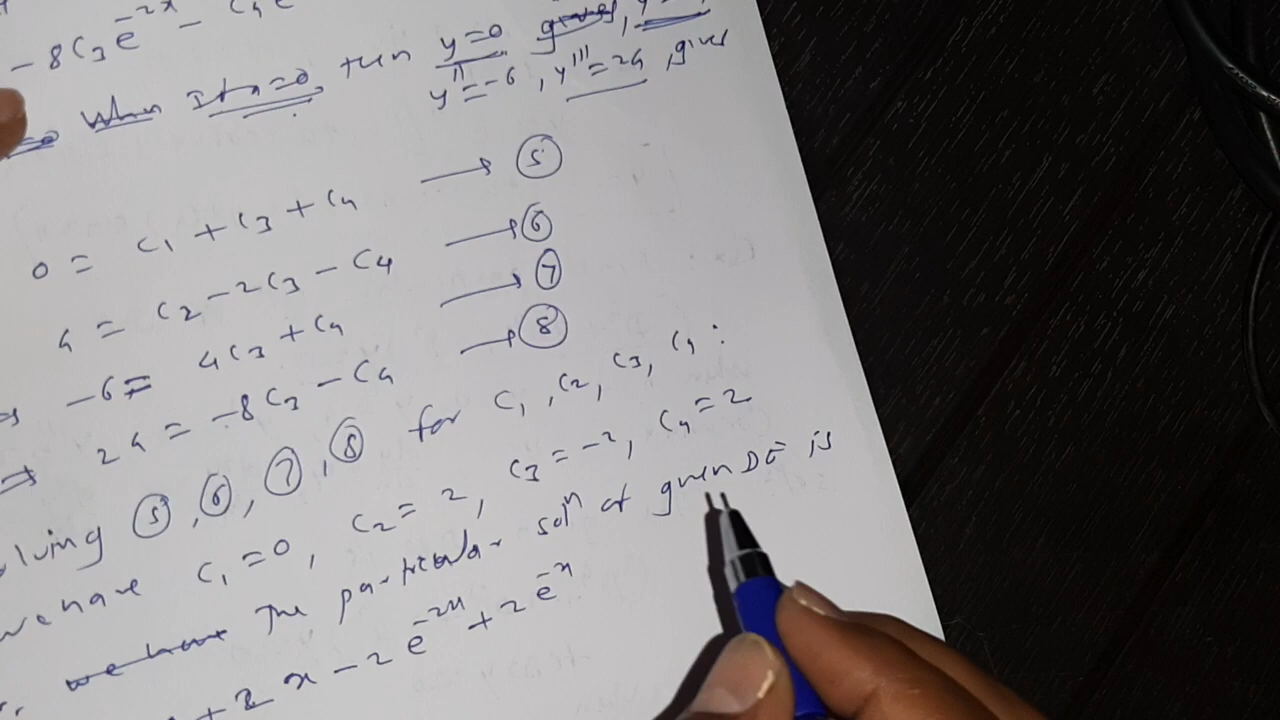 - 8C₃e⁻²ˣ - C₄e
When x=0, then y=0
y''=-6, y'''=24, gives
0 = C₁ + C₃ + C₄ → ⑤
4 = C₂ - 2C₃ - C₄ → ⑥
⇒ -6 = 4C₃ + C₄ → ⑦
⇒ 24 = -8C₃ - C₄ → ⑧
lving ⑤, ⑥, ⑦, ⑧ for C₁, C₂, C₃, C₄ :
we have C₁ = 0, C₂ = 2, C₃ = -2, C₄ = 2
The particular solⁿ of given DE is
+ 2x - 2e⁻²ˣ + 2e⁻ˣ